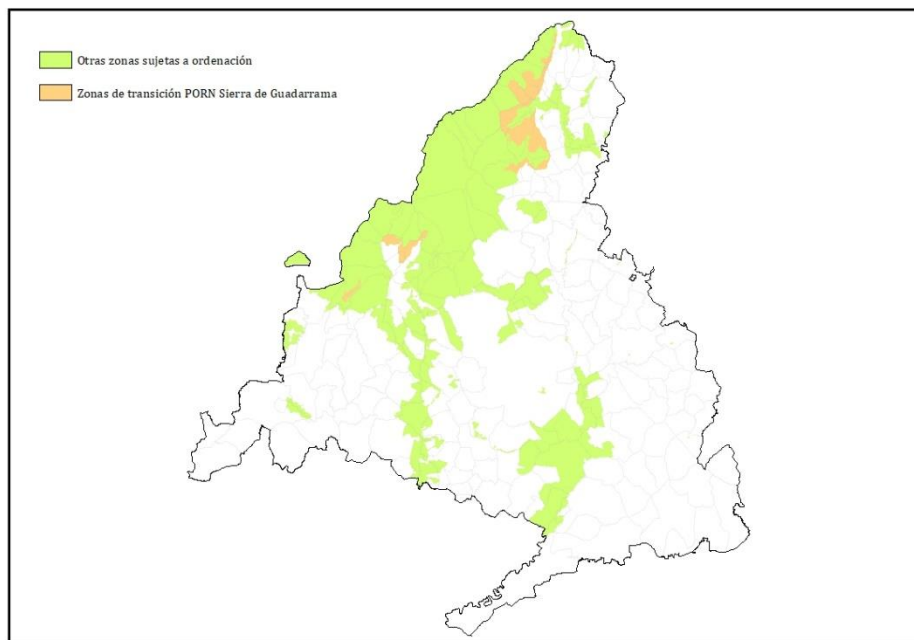 Otras zonas sujetas a ordenación
Zonas de transición PORN Sierra de Guadarrama